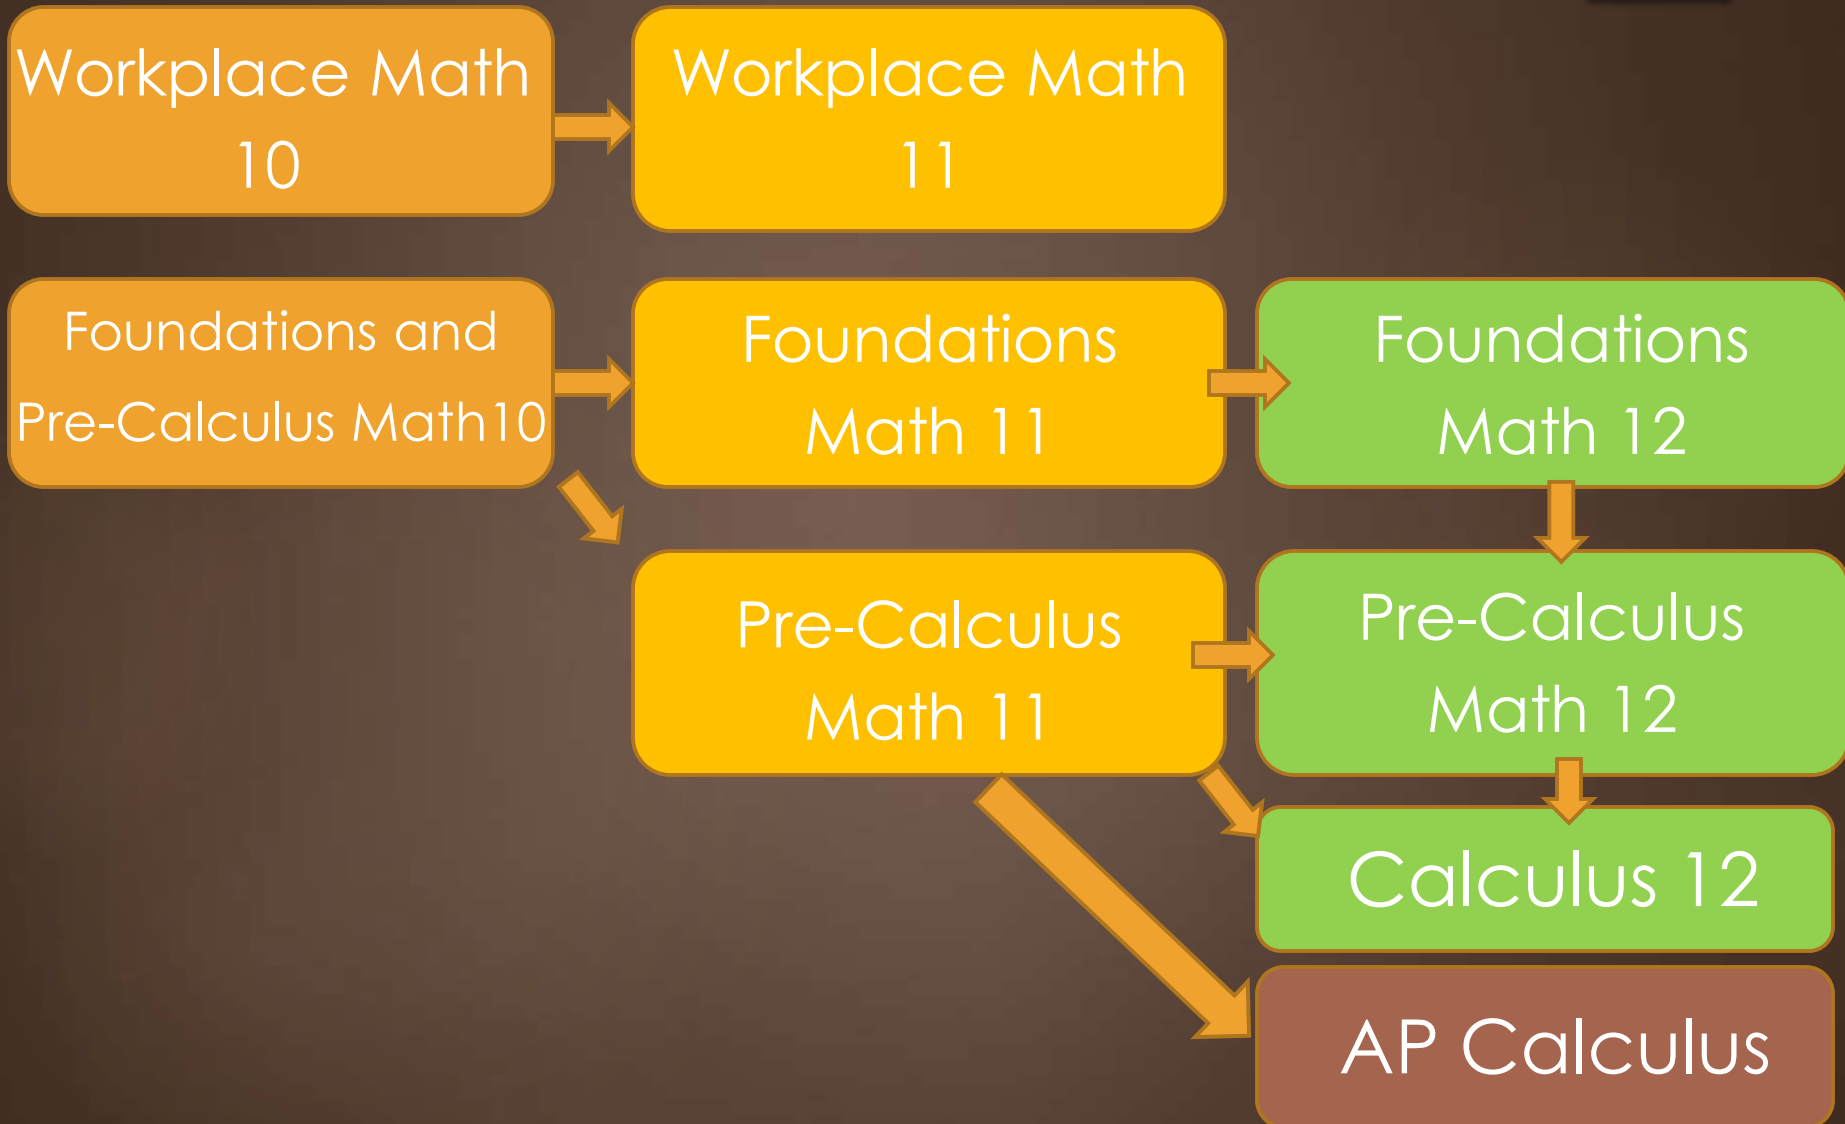 Workplace Math
10
Workplace Math
11
Foundations and
Pre-Calculus Math10
Foundations
Math 11
Foundations
Math 12
Pre-Calculus
Math 11
Pre-Calculus
Math 12
Calculus 12
AP Calculus